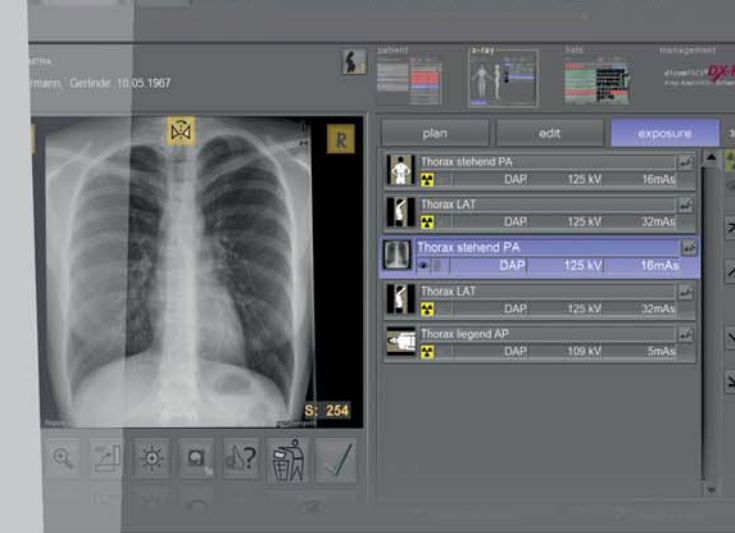 patient
x-ray
lists
management
Gerlinde 10.05.1967
R
plan
edit
exposure
Thorax stehend PA
DAP 125 kV 16mAs
Thorax LAT
DAP 125 kV 32mAs
Thorax stehend PA
DAP 125 kV 16mAs
Thorax LAT
DAP 125 kV 32mAs
Thorax liegend AP
DAP 109 kV 5mAs
S: 254
?